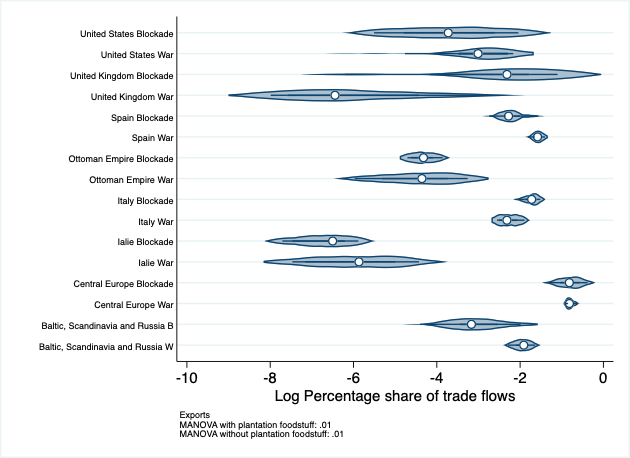 United States Blockade
United States War
United Kingdom Blockade
United Kingdom War
Spain Blockade
Spain War
Ottoman Empire Blockade
Ottoman Empire War
Italy Blockade
Italy War
Ialie Blockade
Ialie War
Central Europe Blockade
Central Europe War
Baltic, Scandinavia and Russia B
Baltic, Scandinavia and Russia W
-10 -8 -6 -4 -2 0
Log Percentage share of trade flows
Exports
MANOVA with plantation foodstuff: .01
MANOVA without plantation foodstuff: .01